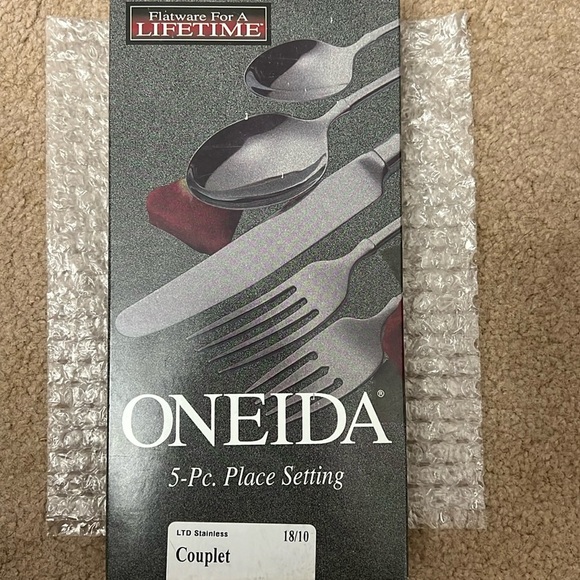 Flatware For A
LIFETIME
ONEIDA®
5-Pc. Place Setting
LTD Stainless 18/10
Couplet